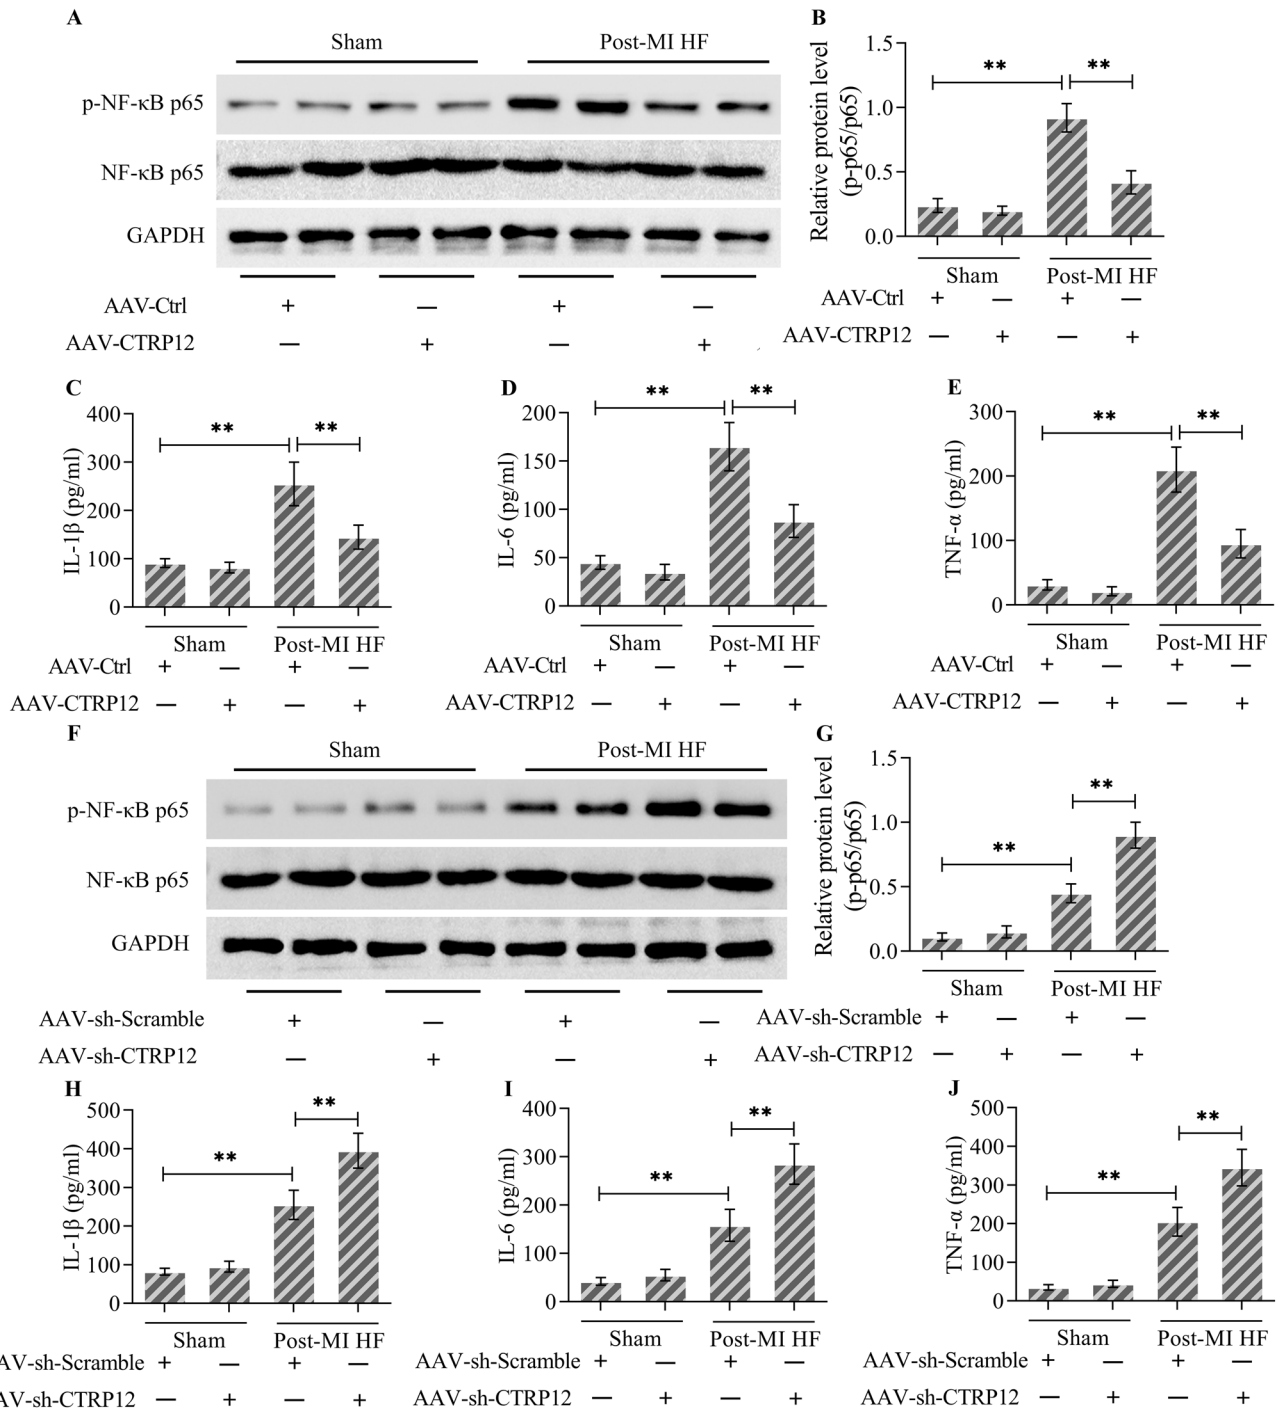 A
Sham
Post-MI HF
p-NF-κB p65
NF-κB p65
GAPDH
AAV-Ctrl + — + —
AAV-CTRP12 — + — +
B
Relative protein level
(p-p65/p65)
1.5
1.0
0.5
0.0
** **
Sham Post-MI HF
AAV-Ctrl + — + —
AAV-CTRP12 — + — +
C
IL-1β (pg/ml)
400
300
200
100
0
** **
Sham Post-MI HF
AAV-Ctrl + — + —
AAV-CTRP12 — + — +
D
IL-6 (pg/ml)
200
150
100
50
0
** **
Sham Post-MI HF
AAV-Ctrl + — + —
AAV-CTRP12 — + — +
E
TNF-α (pg/ml)
300
200
100
0
** **
Sham Post-MI HF
AAV-Ctrl + — + —
AAV-CTRP12 — + — +
F
Sham
Post-MI HF
p-NF-κB p65
NF-κB p65
GAPDH
AAV-sh-Scramble + — + —
AAV-sh-CTRP12 — + — +
G
Relative protein level
(p-p65/p65)
1.5
1.0
0.5
0.0
** **
Sham Post-MI HF
AAV-sh-Scramble + — + —
AAV-sh-CTRP12 — + — +
H
IL-1β (pg/ml)
500
400
300
200
100
0
** **
Sham Post-MI HF
AV-sh-Scramble + — + —
AV-sh-CTRP12 — + — +
I
IL-6 (pg/ml)
400
300
200
100
0
** **
Sham Post-MI HF
AAV-sh-Scramble + — + —
AAV-sh-CTRP12 — + — +
J
TNF-α (pg/ml)
500
400
300
200
100
0
** **
Sham Post-MI HF
AAV-sh-Scramble + — + —
AAV-sh-CTRP12 — + — +